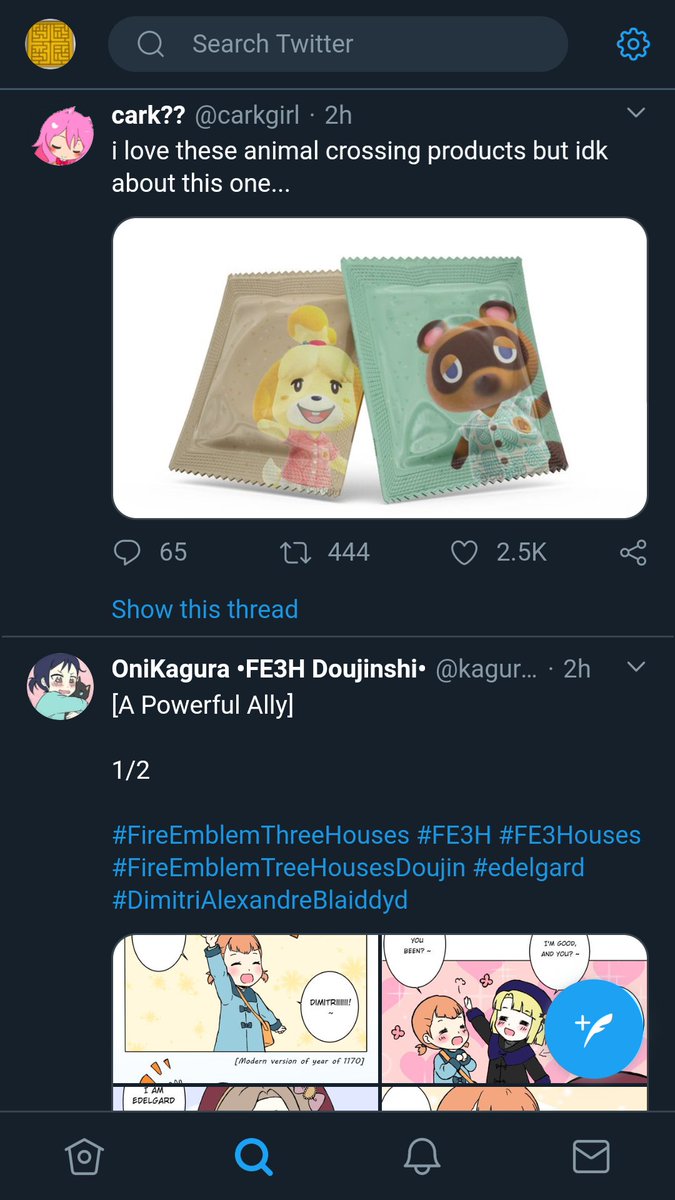 Search Twitter
cark?? @carkgirl · 2h
i love these animal crossing products but idk
about this one...
65
444
2.5K
Show this thread
OniKagura •FE3H Doujinshi• @kagur... · 2h
[A Powerful Ally]
1/2
#FireEmblemThreeHouses #FE3H #FE3Houses
#FireEmblemTreeHousesDoujin #edelgard
#DimitriAlexandreBlaiddyd
DIMITRIIIIIII!
~
[Modern version of year of 1170]
YOU
BEEN? ~
I'M GOOD,
AND YOU? ~
I AM
EDELGARD